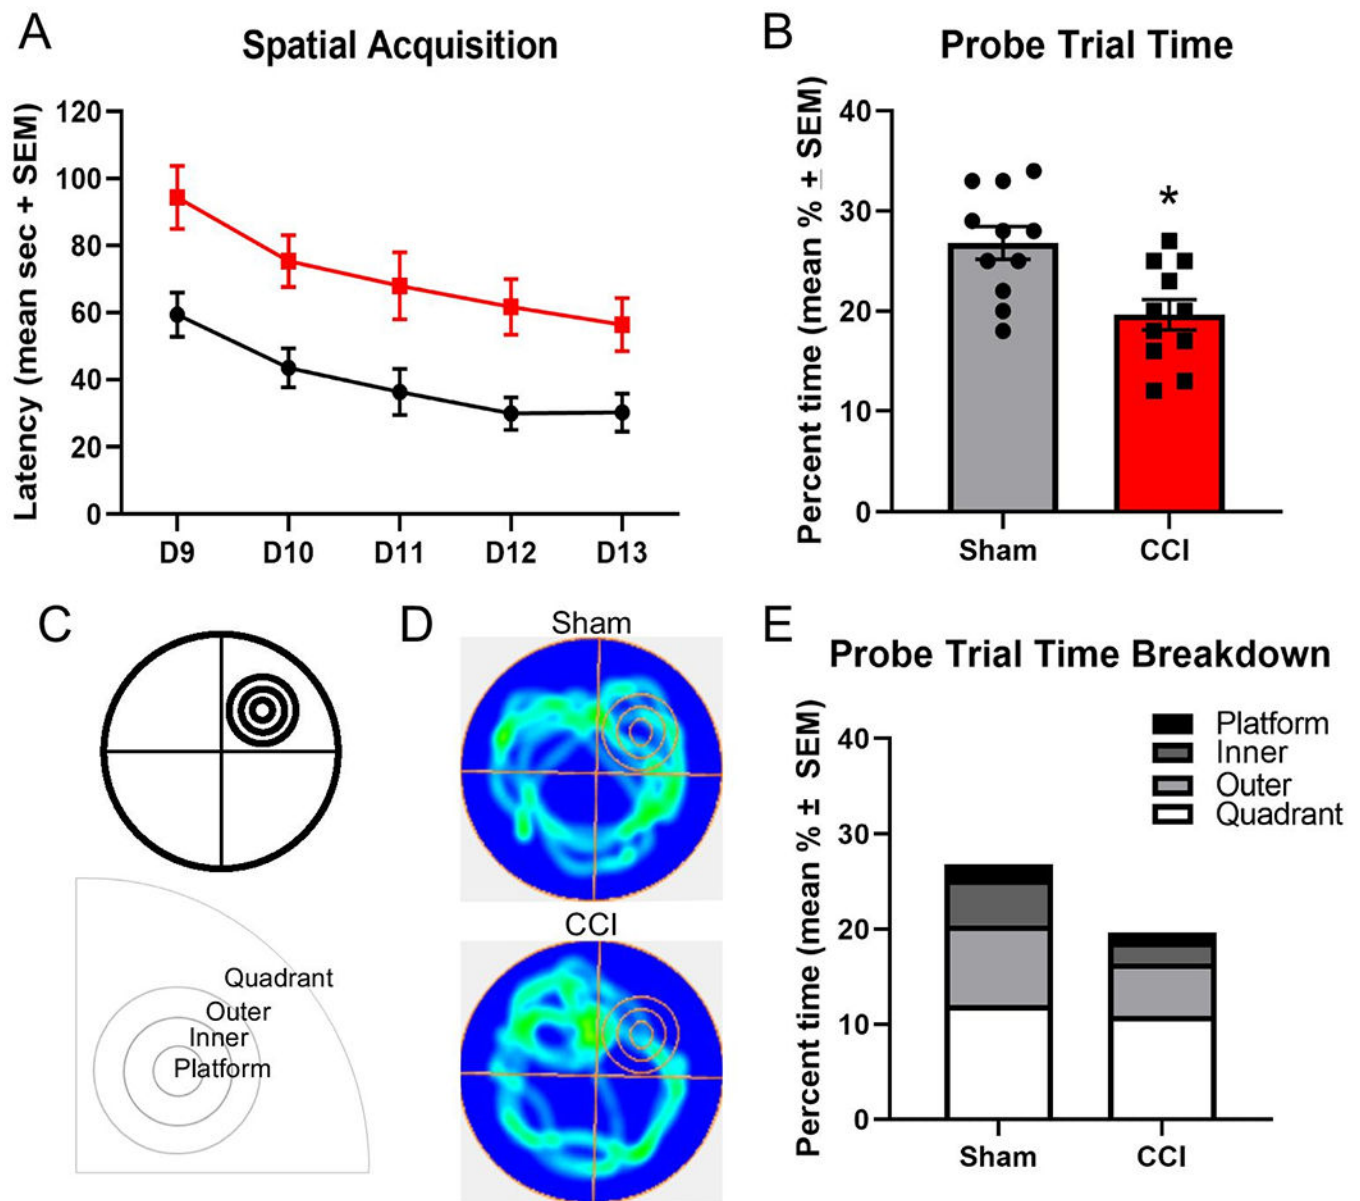 A
Spatial Acquisition
Latency (mean sec + SEM)
120
100
80
60
40
20
0
D9 D10 D11 D12 D13
B
Probe Trial Time
Percent time (mean % ± SEM)
40
30
20
10
0
*
Sham CCI
C
Quadrant
Outer
Inner
Platform
D
Sham
CCI
E
Probe Trial Time Breakdown
Percent time (mean % ± SEM)
40
30
20
10
0
Platform
Inner
Outer
Quadrant
Sham CCI